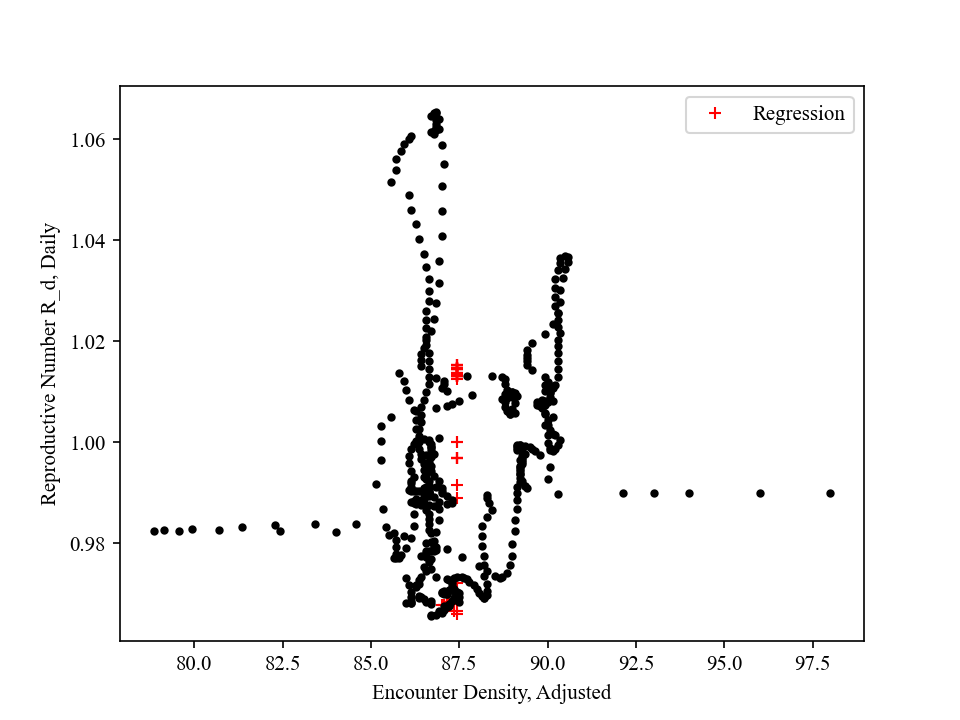 Regression
1.06
1.04
1.02
1.00
0.98
Reproductive Number R_d, Daily
80.0 82.5 85.0 87.5 90.0 92.5 95.0 97.5
Encounter Density, Adjusted